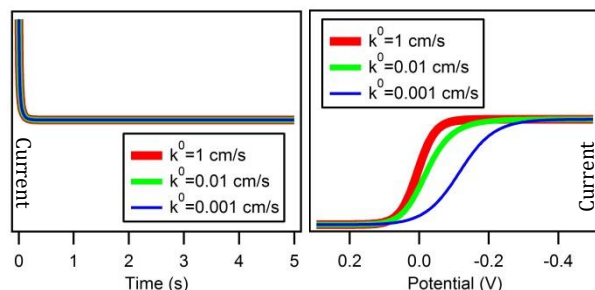 Current
k⁰=1 cm/s
k⁰=0.01 cm/s
k⁰=0.001 cm/s
0 1 2 3 4 5
Time (s)
k⁰=1 cm/s
k⁰=0.01 cm/s
k⁰=0.001 cm/s
Current
0.2 0.0 -0.2 -0.4
Potential (V)